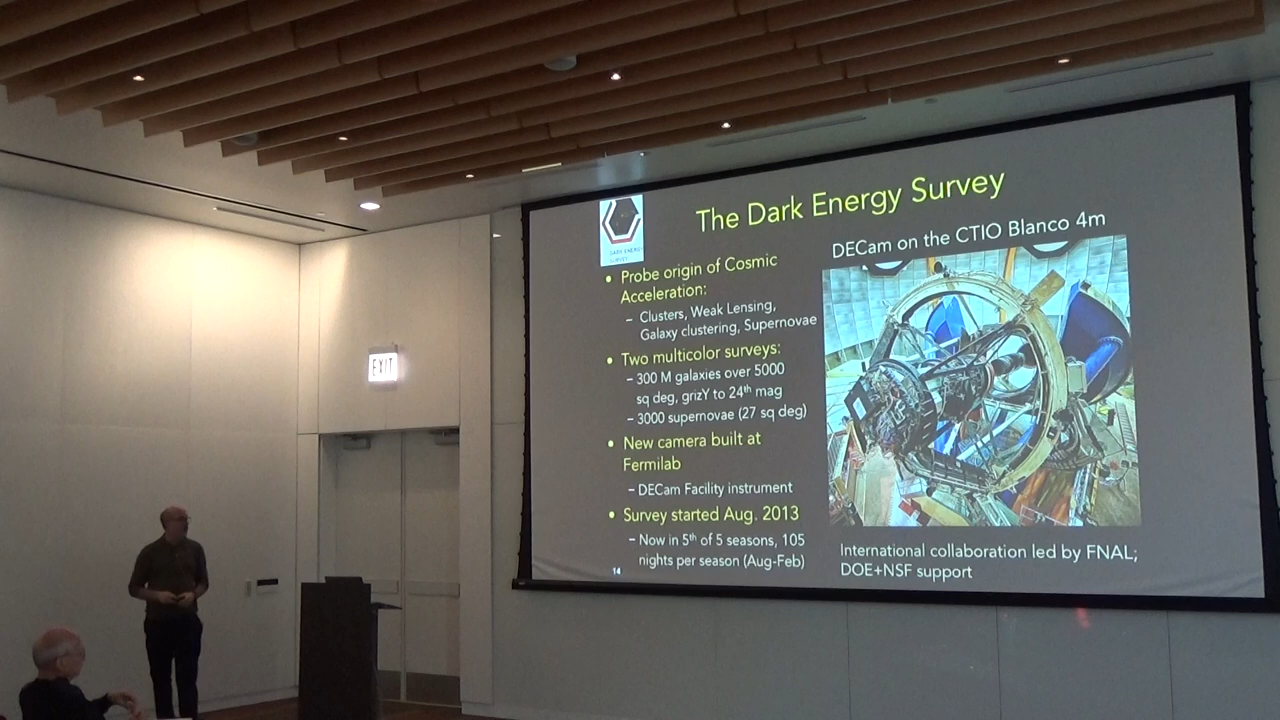 EXIT
DARK ENERGY
SURVEY
The Dark Energy Survey
DECam on the CTIO Blanco 4m
• Probe origin of Cosmic
Acceleration:
– Clusters, Weak Lensing,
Galaxy clustering, Supernovae
• Two multicolor surveys:
– 300 M galaxies over 5000
sq deg, grizY to 24th mag
– 3000 supernovae (27 sq deg)
• New camera built at
Fermilab
– DECam Facility instrument
• Survey started Aug. 2013
– Now in 5th of 5 seasons, 105
nights per season (Aug-Feb)
14
International collaboration led by FNAL;
DOE+NSF support